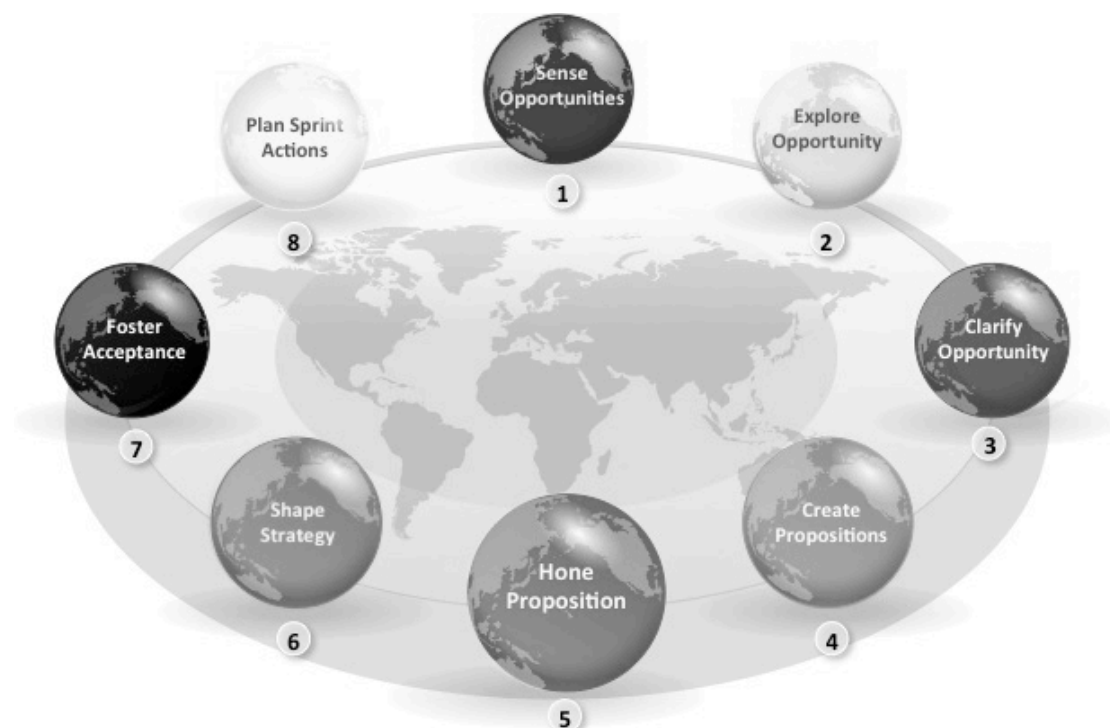 Sense
Opportunities
1
Explore
Opportunity
2
Clarify
Opportunity
3
Create
Propositions
4
Hone
Proposition
5
Shape
Strategy
6
Foster
Acceptance
7
Plan Sprint
Actions
8